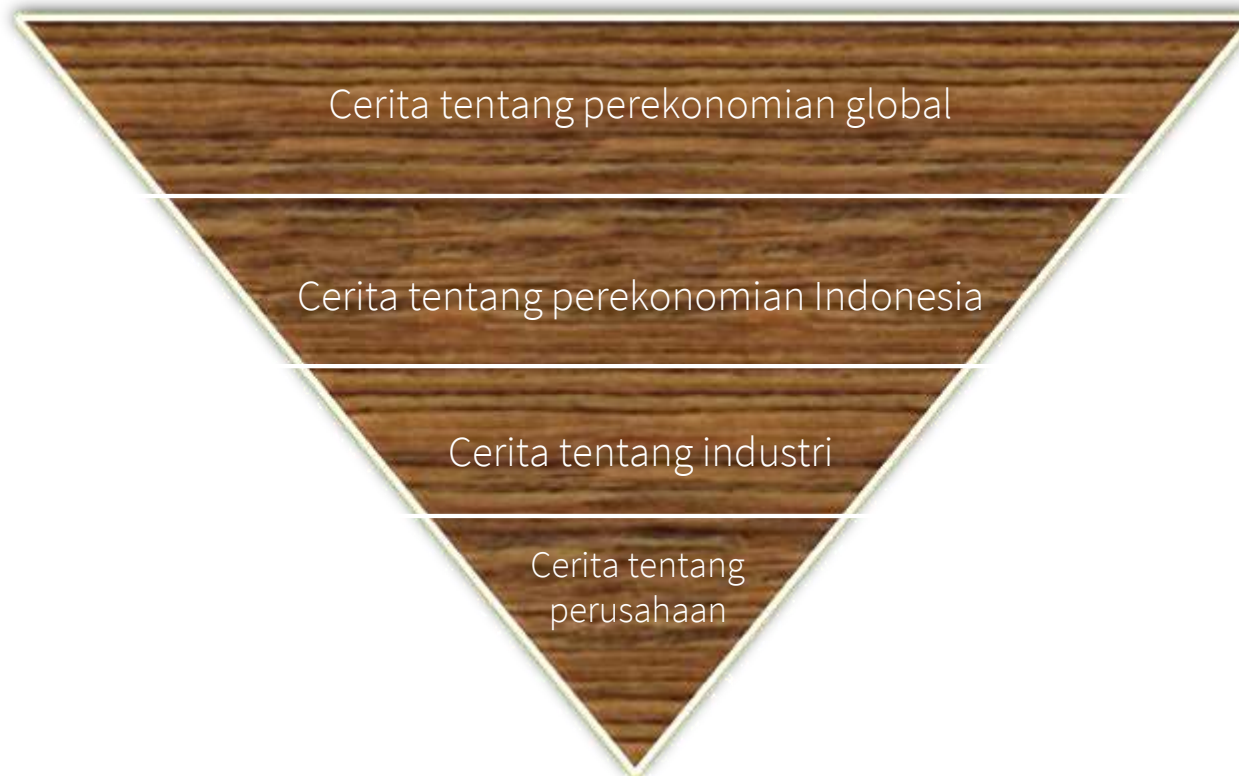 Cerita tentang perekonomian global
Cerita tentang perekonomian Indonesia
Cerita tentang industri
Cerita tentang
perusahaan